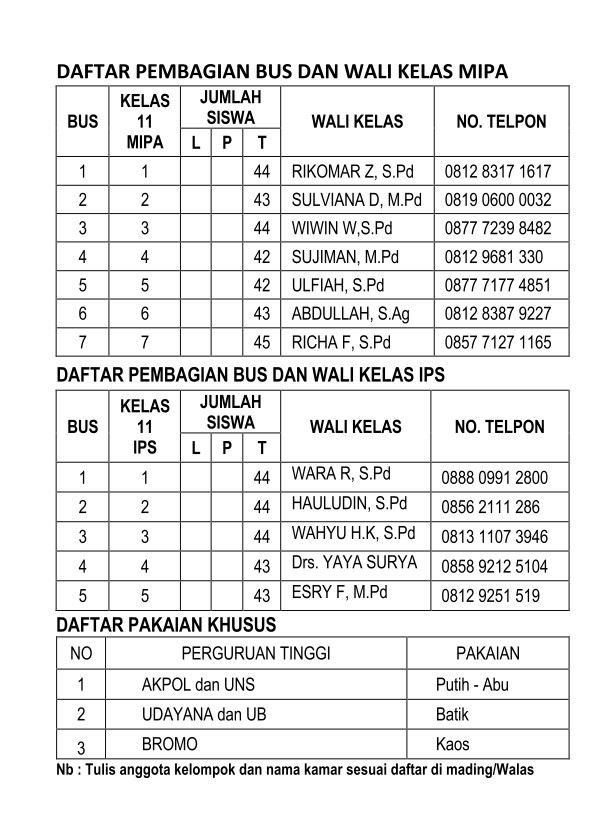 DAFTAR PEMBAGIAN BUS DAN WALI KELAS MIPA
BUS KELAS 11 MIPA JUMLAH SISWA WALI KELAS NO. TELPON
L P T
1 1 44 RIKOMAR Z, S.Pd 0812 8317 1617
2 2 43 SULVIANA D, M.Pd 0819 0600 0032
3 3 44 WIWIN W,S.Pd 0877 7239 8482
4 4 42 SUJIMAN, M.Pd 0812 9681 330
5 5 42 ULFIAH, S.Pd 0877 7177 4851
6 6 43 ABDULLAH, S.Ag 0812 8387 9227
7 7 45 RICHA F, S.Pd 0857 7127 1165
DAFTAR PEMBAGIAN BUS DAN WALI KELAS IPS
BUS KELAS 11 IPS JUMLAH SISWA WALI KELAS NO. TELPON
L P T
1 1 44 WARA R, S.Pd 0888 0991 2800
2 2 44 HAULUDIN, S.Pd 0856 2111 286
3 3 44 WAHYU H.K, S.Pd 0813 1107 3946
4 4 43 Drs. YAYA SURYA 0858 9212 5104
5 5 43 ESRY F, M.Pd 0812 9251 519
DAFTAR PAKAIAN KHUSUS
NO PERGURUAN TINGGI PAKAIAN
1 AKPOL dan UNS Putih - Abu
2 UDAYANA dan UB Batik
3 BROMO Kaos
Nb : Tulis anggota kelompok dan nama kamar sesuai daftar di mading/Walas